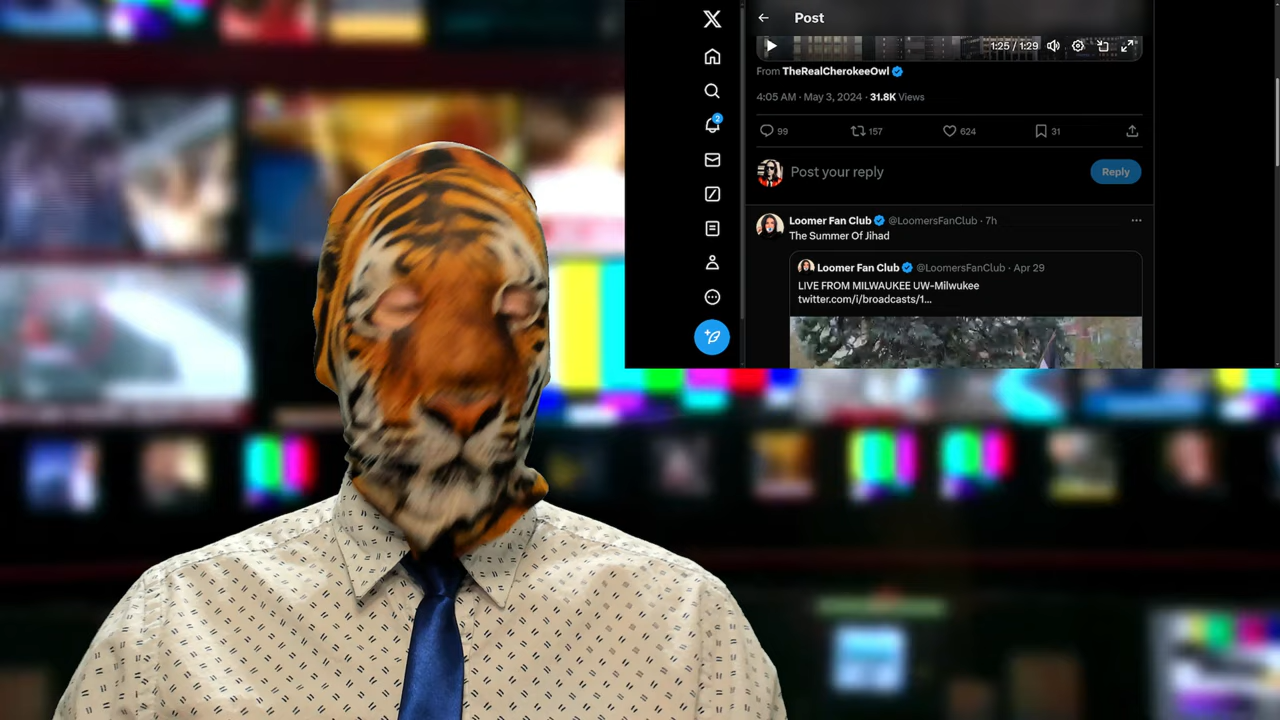 Post
1:25 / 1:29
From TheRealCherokeeOwl
4:05 AM · May 3, 2024 · 31.8K Views
99 157 624 31
2
Post your reply
Reply
Loomer Fan Club @LoomersFanClub · 7h
The Summer Of Jihad
Loomer Fan Club @LoomersFanClub · Apr 29
LIVE FROM MILWAUKEE UW-Milwukee
twitter.com/i/broadcasts/1...